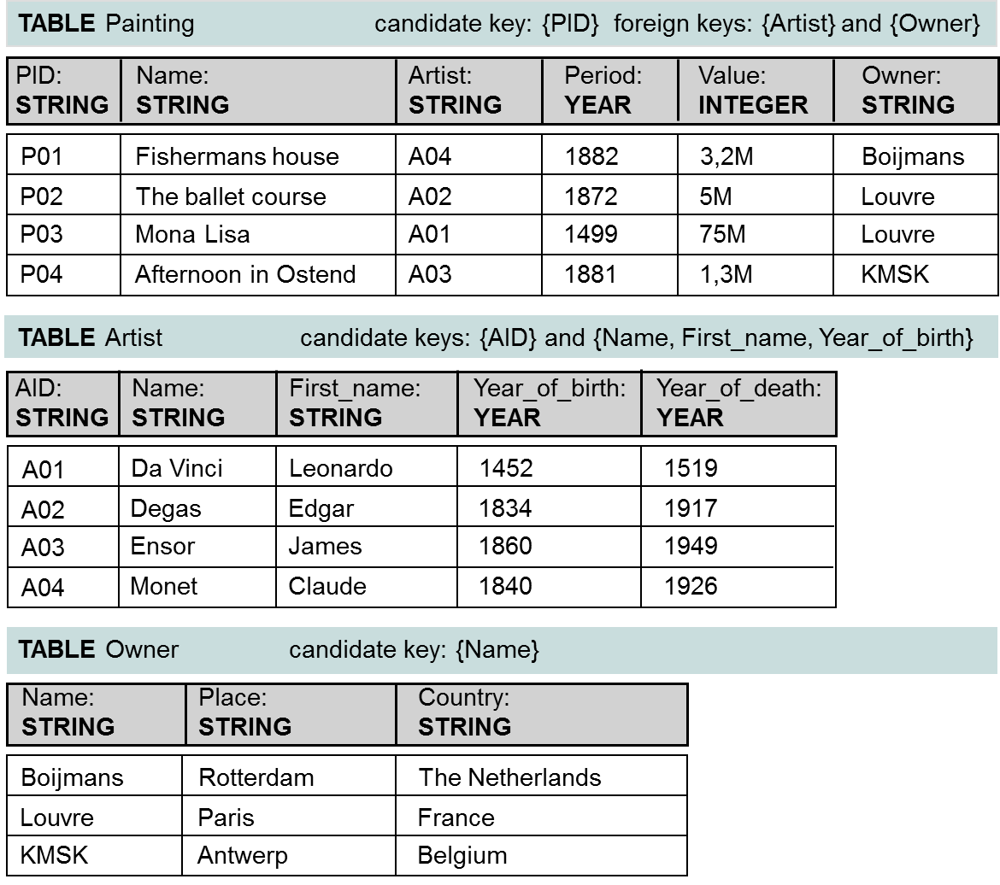 TABLE Painting candidate key: {PID} foreign keys: {Artist} and {Owner}
PID: Name: Artist: Period: Value: Owner:
STRING STRING STRING YEAR INTEGER STRING
P01 Fishermans house A04 1882 3,2M Boijmans
P02 The ballet course A02 1872 5M Louvre
P03 Mona Lisa A01 1499 75M Louvre
P04 Afternoon in Ostend A03 1881 1,3M KMSK
TABLE Artist candidate keys: {AID} and {Name, First_name, Year_of_birth}
AID: Name: First_name: Year_of_birth: Year_of_death:
STRING STRING STRING YEAR YEAR
A01 Da Vinci Leonardo 1452 1519
A02 Degas Edgar 1834 1917
A03 Ensor James 1860 1949
A04 Monet Claude 1840 1926
TABLE Owner candidate key: {Name}
Name: Place: Country:
STRING STRING STRING
Boijmans Rotterdam The Netherlands
Louvre Paris France
KMSK Antwerp Belgium